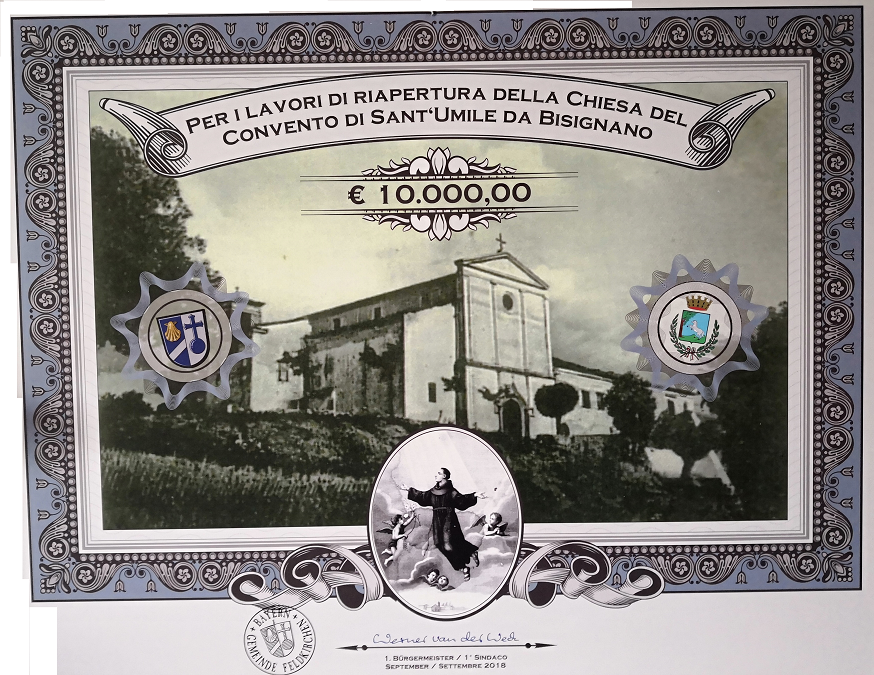 PER I LAVORI DI RIAPERTURA DELLA CHIESA DEL
CONVENTO DI SANT'UMILE DA BISIGNANO
€ 10.000,00
* BAYERN *
GEMEINDE FELDKIRCHEN
Werner van der Weck
1. BÜRGERMEISTER / 1° SINDACO
SEPTEMBER / SETTEMBRE 2018